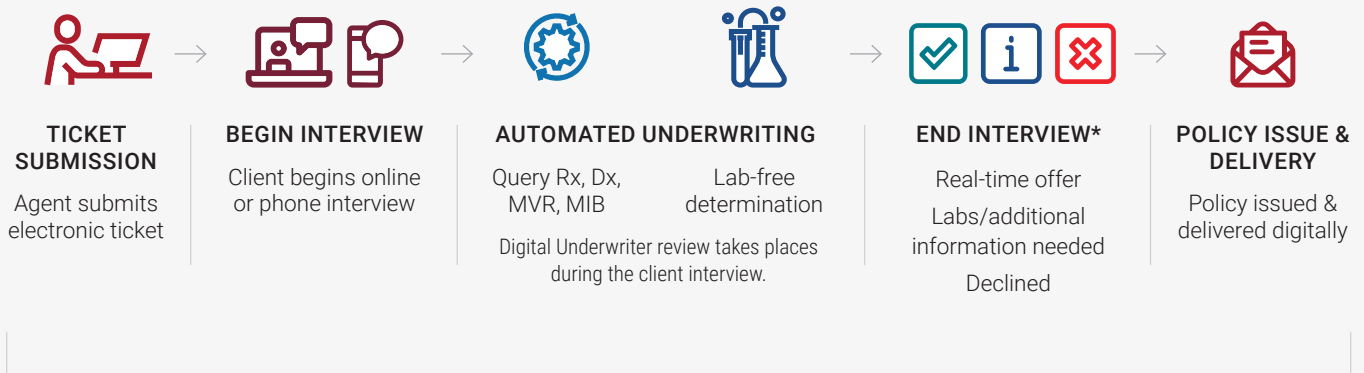 TICKET
SUBMISSION
Agent submits
electronic ticket
BEGIN INTERVIEW
Client begins online
or phone interview
AUTOMATED UNDERWRITING
Query Rx, Dx,
MVR, MIB
Lab-free
determination
Digital Underwriter review takes places
during the client interview.
END INTERVIEW*
Real-time offer
Labs/additional
information needed
Declined
POLICY ISSUE &
DELIVERY
Policy issued &
delivered digitally